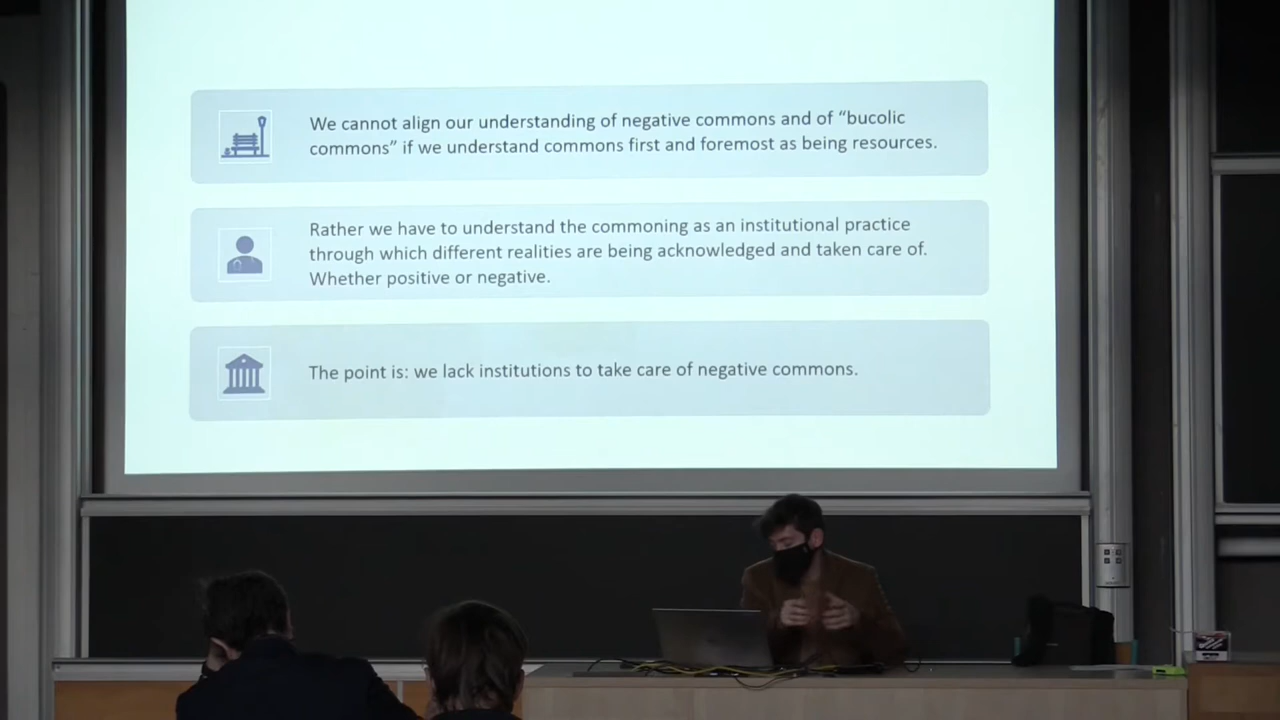 We cannot align our understanding of negative commons and of “bucolic
commons” if we understand commons first and foremost as being resources.
Rather we have to understand the commoning as an institutional practice
through which different realities are being acknowledged and taken care of.
Whether positive or negative.
The point is: we lack institutions to take care of negative commons.